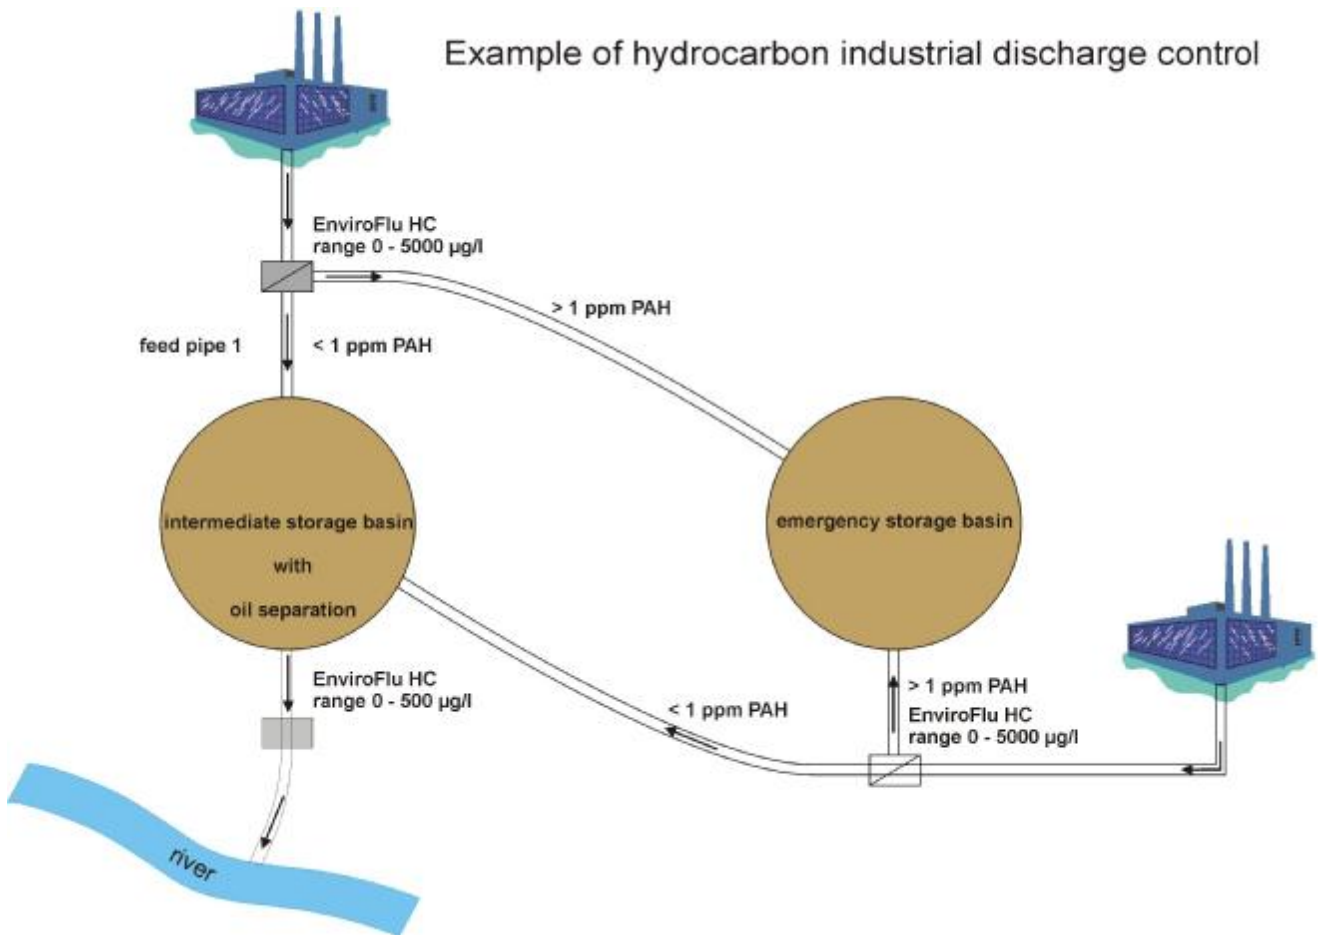 Example of hydrocarbon industrial discharge control
EnviroFlu HC
range 0 - 5000 µg/l
> 1 ppm PAH
feed pipe 1
< 1 ppm PAH
intermediate storage basin
with
oil separation
emergency storage basin
EnviroFlu HC
range 0 - 500 µg/l
< 1 ppm PAH
> 1 ppm PAH
EnviroFlu HC
range 0 - 5000 µg/l
river